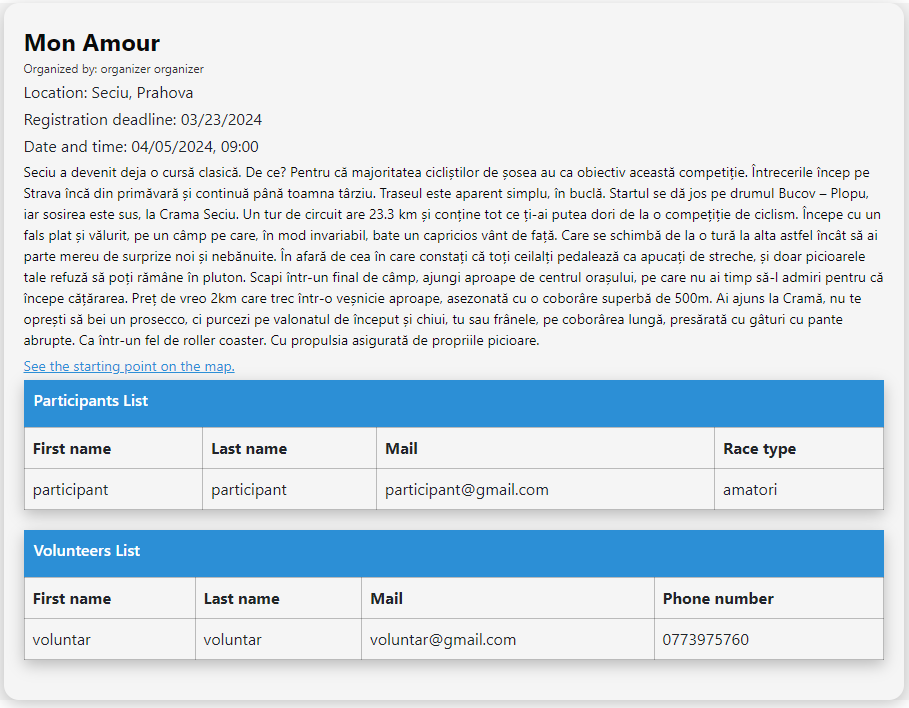 Mon Amour
Organized by: organizer organizer
Location: Seciu, Prahova
Registration deadline: 03/23/2024
Date and time: 04/05/2024, 09:00
Seciu a devenit deja o cursă clasică. De ce? Pentru că majoritatea cicliștilor de șosea au ca obiectiv această competiție. Întrecerile încep pe
Strava încă din primăvară și continuă până toamna târziu. Traseul este aparent simplu, în buclă. Startul se dă jos pe drumul Bucov – Plopu,
iar sosirea este sus, la Crama Seciu. Un tur de circuit are 23.3 km și conține tot ce ți-ai putea dori de la o competiție de ciclism. Începe cu un
fals plat și vălurit, pe un câmp pe care, în mod invariabil, bate un capricios vânt de față. Care se schimbă de la o tură la alta astfel încât să ai
parte mereu de surprize noi și nebănuite. În afară de cea în care constați că toți ceilalți pedalează ca apucați de streche, și doar picioarele
tale refuză să poți rămâne în pluton. Scapi într-un final de câmp, ajungi aproape de centrul orașului, pe care nu ai timp să-l admiri pentru că
începe cățărarea. Preț de vreo 2km care trec într-o veșnicie aproape, asezonată cu o coborâre superbă de 500m. Ai ajuns la Cramă, nu te
oprești să bei un prosecco, ci purcezi pe valonatul de început și chiui, tu sau frânele, pe coborârea lungă, presărată cu gâturi cu pante
abrupte. Ca într-un fel de roller coaster. Cu propulsia asigurată de propriile picioare.
See the starting point on the map.
Participants List
First name Last name Mail Race type
participant participant participant@gmail.com amatori
Volunteers List
First name Last name Mail Phone number
voluntar voluntar voluntar@gmail.com 0773975760